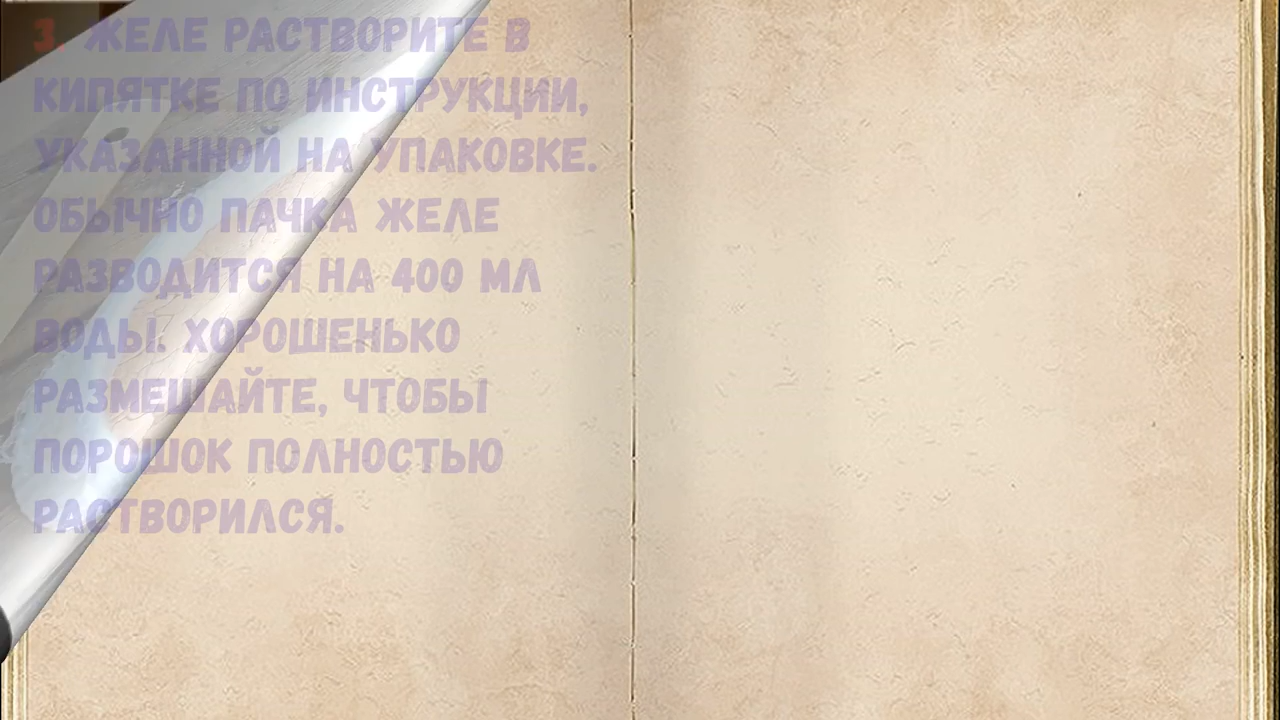 3. ЖЕЛЕ РАСТВОРИТЕ В
КИПЯТКЕ ПО ИНСТРУКЦИИ,
УКАЗАННОЙ НА УПАКОВКЕ.
ОБЫЧНО ПАЧКА ЖЕЛЕ
РАЗВОДИТСЯ НА 400 МЛ
ВОДЫ. ХОРОШЕНЬКО
РАЗМЕШАЙТЕ, ЧТОБЫ
ПОРОШОК ПОЛНОСТЬЮ
РАСТВОРИЛСЯ.